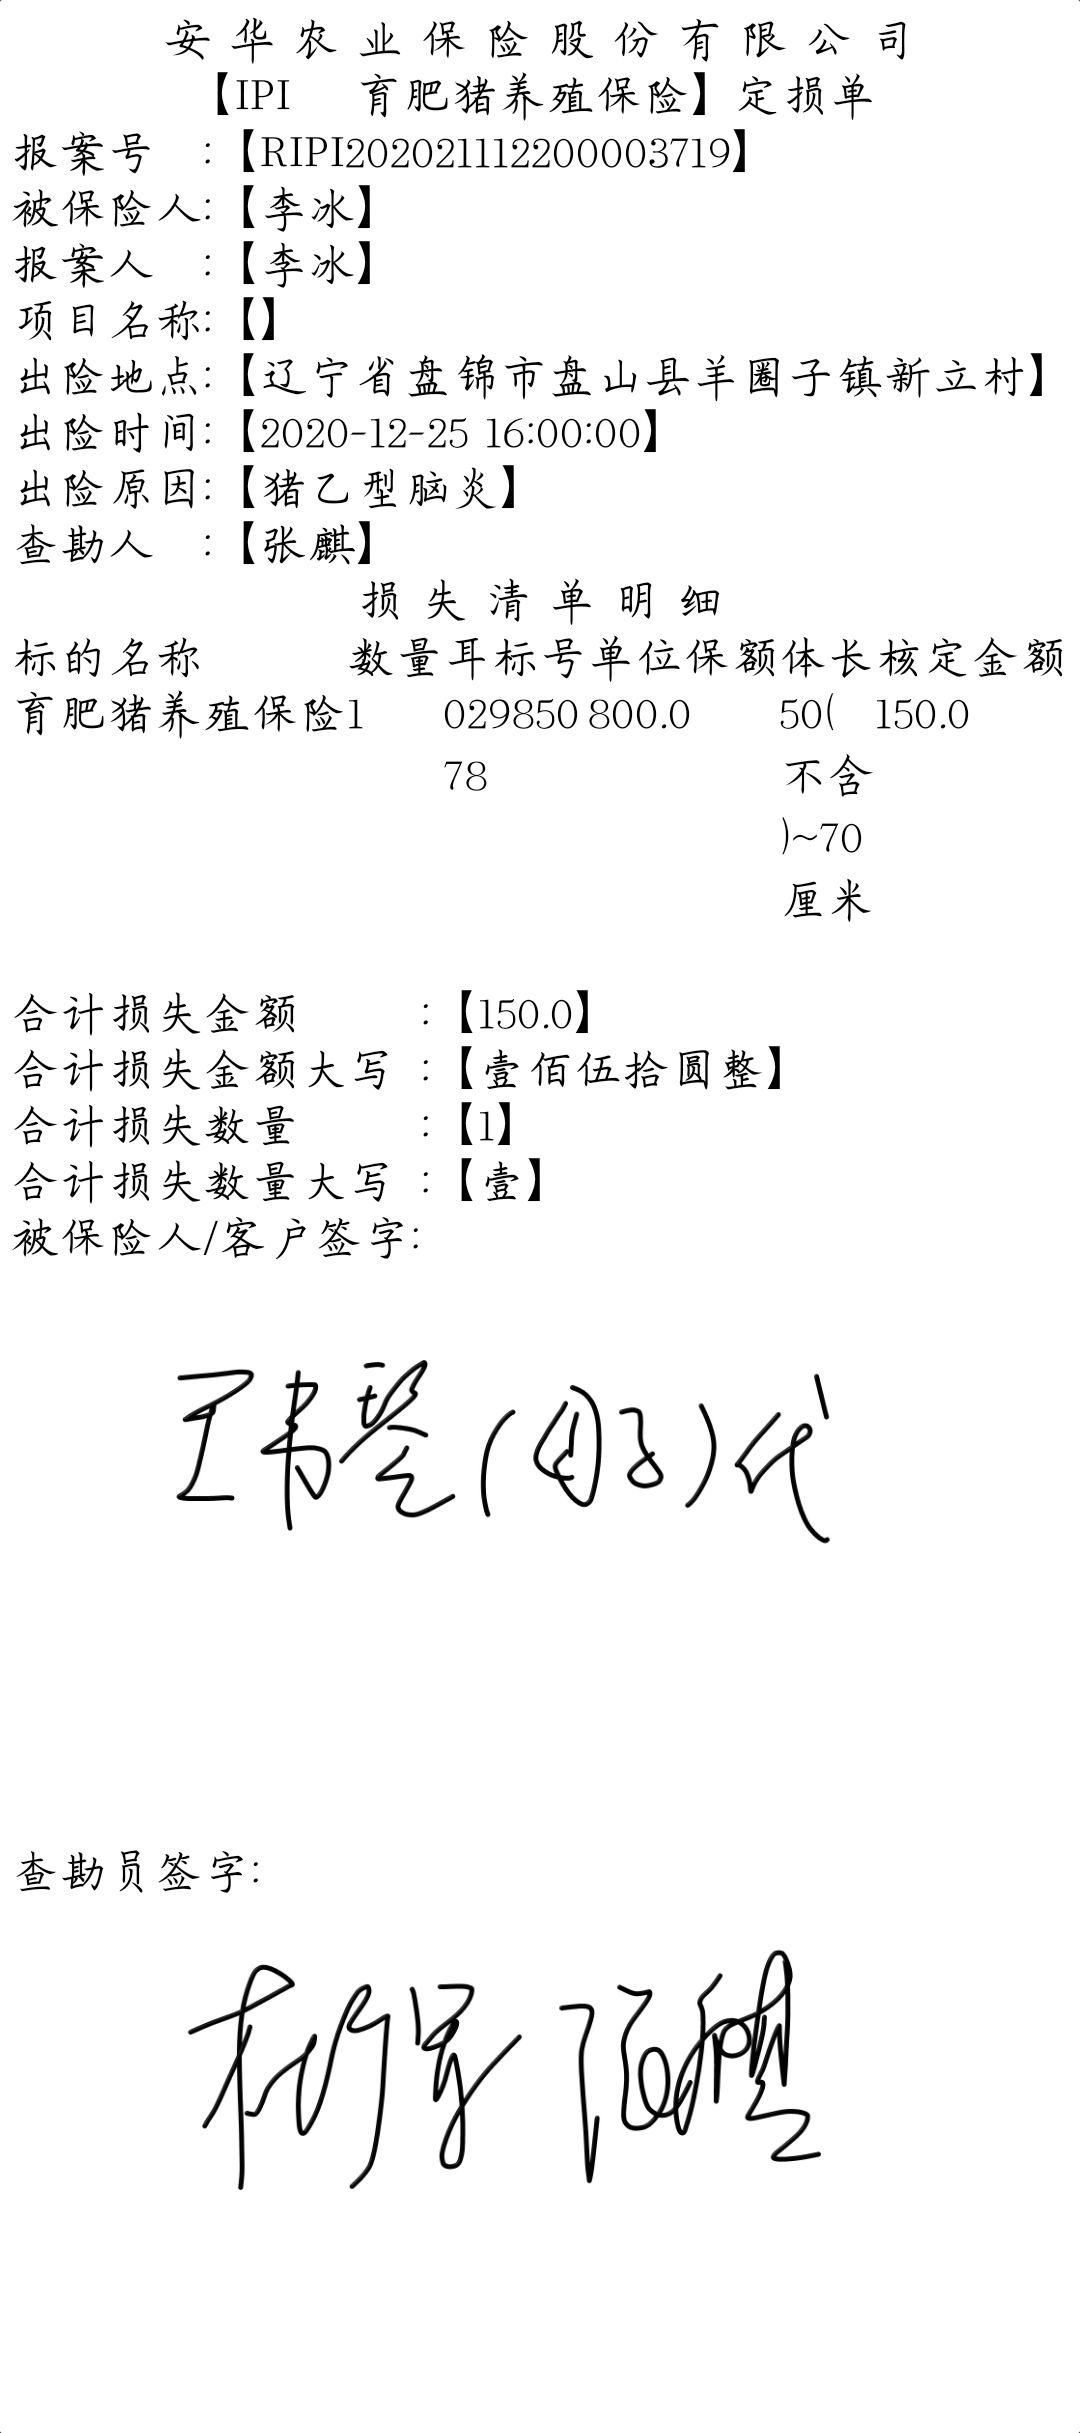 安华农业保险股份有限公司
【IPI 育肥猪养殖保险】定损单
报案号 :【RIPI202021112200003719】
被保险人:【李冰】
报案人 :【李冰】
项目名称:【】
出险地点:【辽宁省盘锦市盘山县羊圈子镇新立村】
出险时间:【2020-12-25 16:00:00】
出险原因:【猪乙型脑炎】
查勘人 :【张麒】
损失清单明细
标的名称 数量耳标号单位保额体长核定金额
育肥猪养殖保险1 029850 800.0 50( 150.0
78 不含
)~70
厘米
合计损失金额 :【150.0】
合计损失金额大写 :【壹佰伍拾圆整】
合计损失数量 :【1】
合计损失数量大写 :【壹】
被保险人/客户签字:
王 (母子)代
查勘员签字: